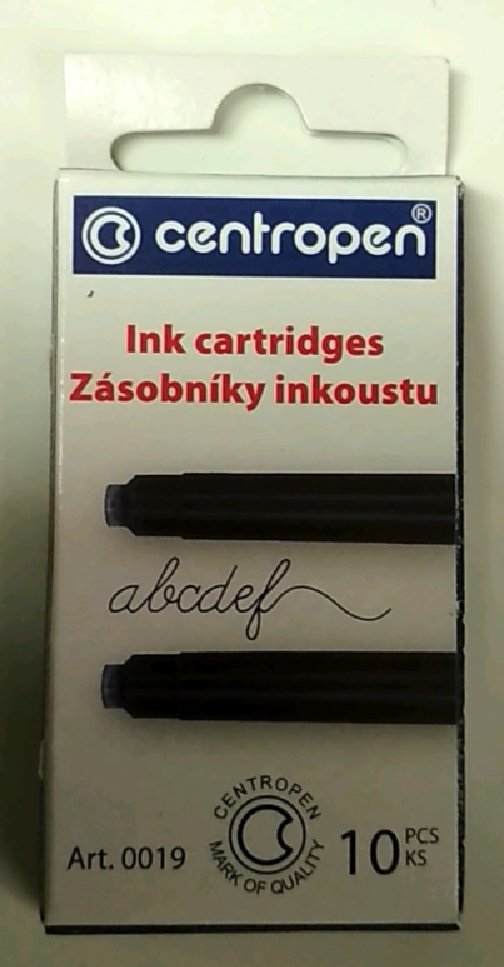 centropen®
Ink cartridges
Zásobníky inkoustu
abcdef
CENTROPEN
MARK OF QUALITY
Art. 0019
10 PCS
KS